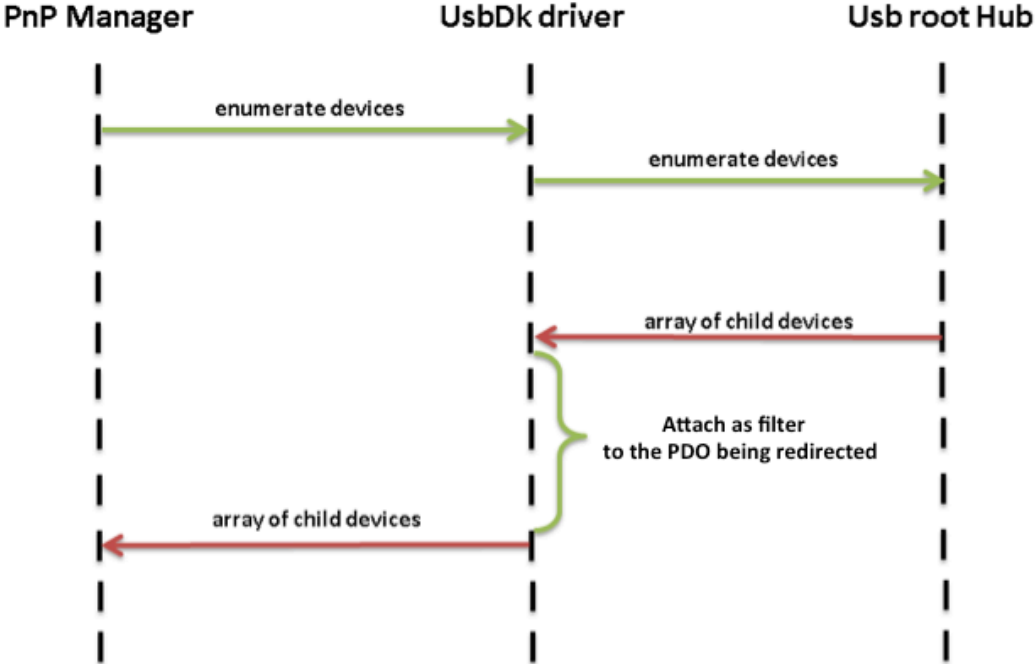 PnP Manager
UsbDk driver
Usb root Hub
enumerate devices
enumerate devices
array of child devices
Attach as filter
to the PDO being redirected
array of child devices